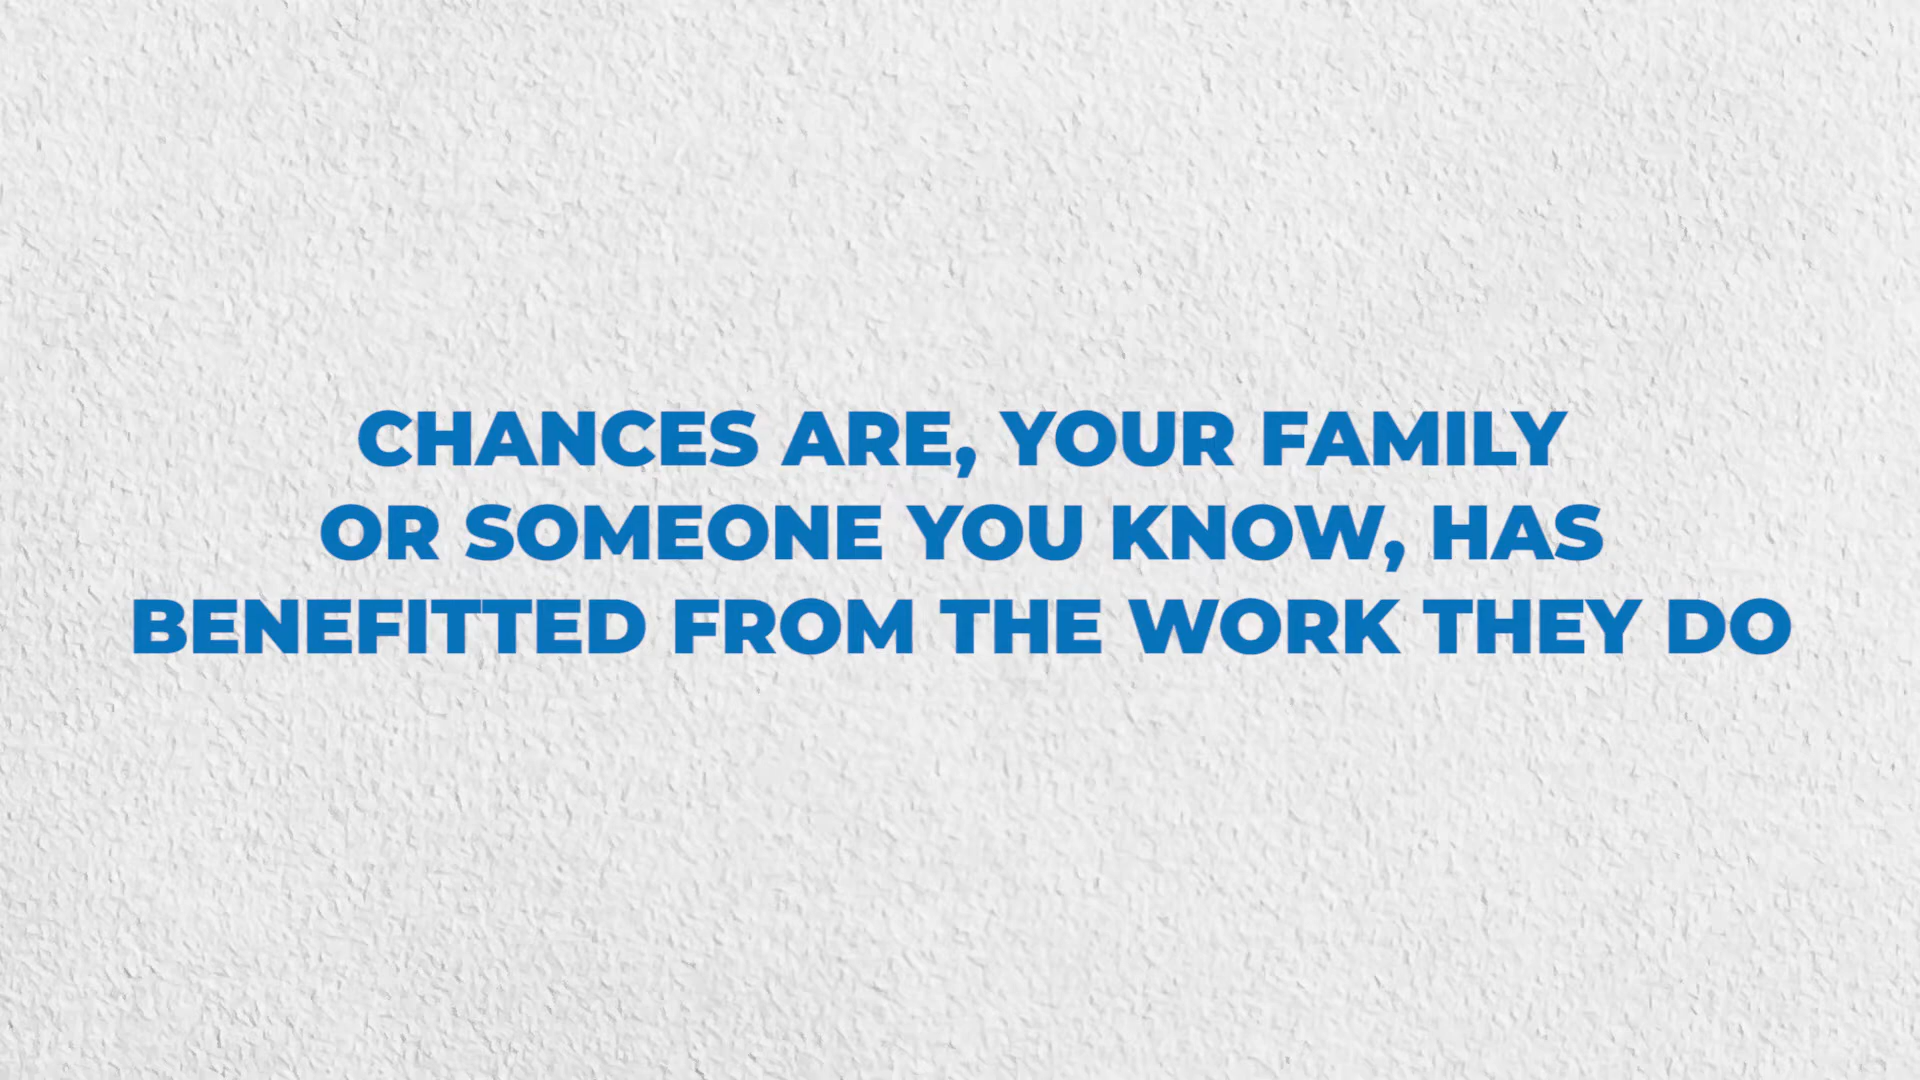 CHANCES ARE, YOUR FAMILY
OR SOMEONE YOU KNOW, HAS
BENEFITTED FROM THE WORK THEY DO